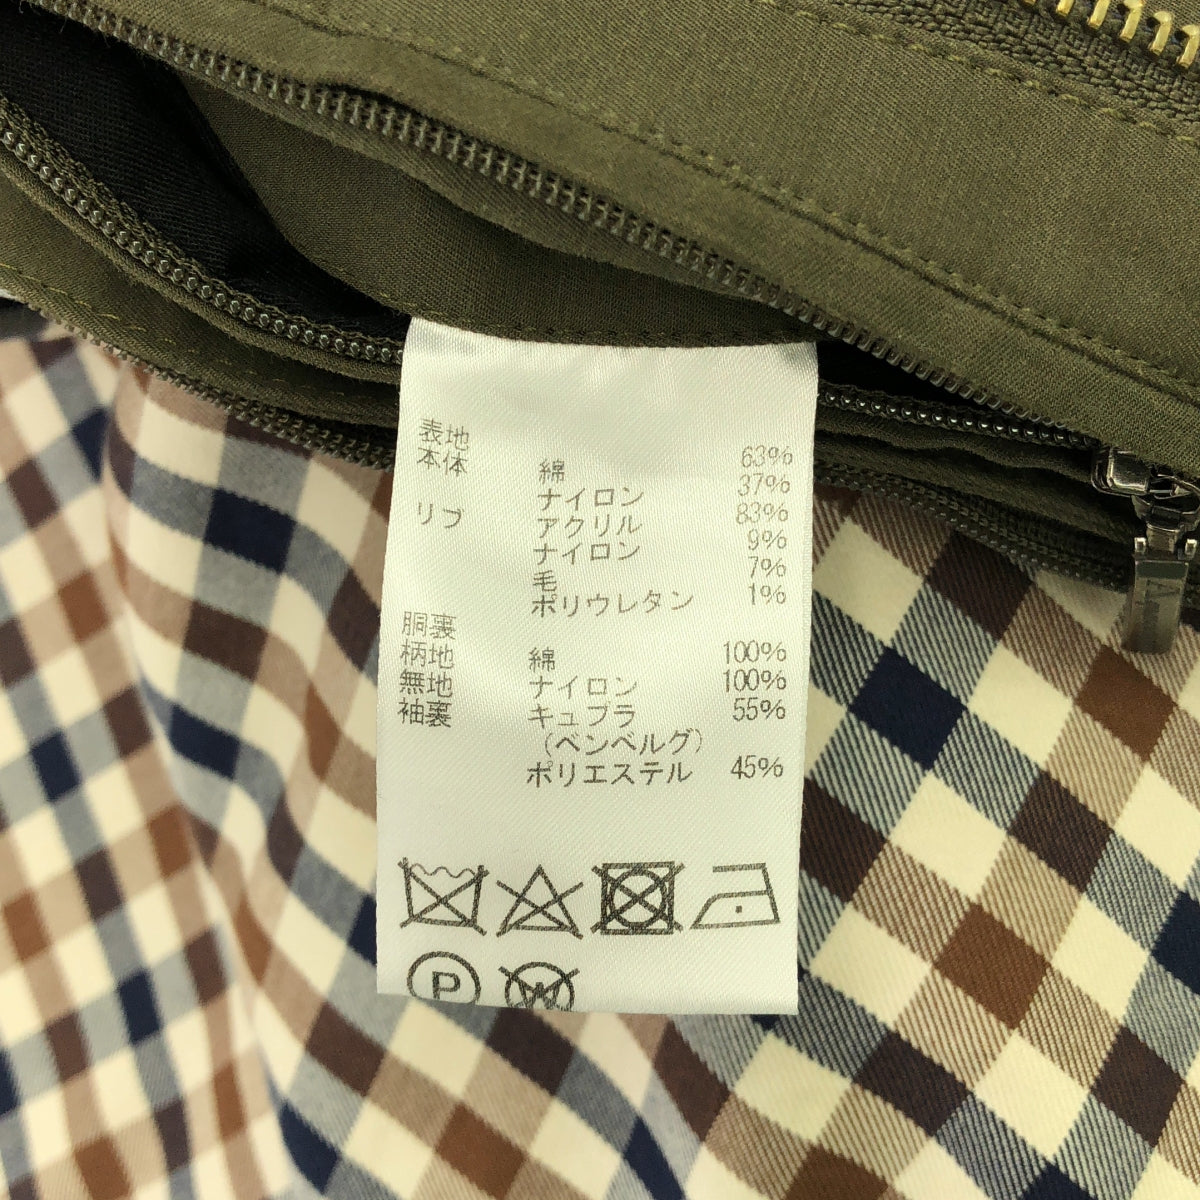 表地
本体 綿 63%
ナイロン 37%
リブ アクリル 83%
ナイロン 9%
毛 7%
ポリウレタン 1%
胴裏
柄地 綿 100%
無地 ナイロン 100%
袖裏 キュプラ 55%
(ベンベルグ)
ポリエステル 45%
P W